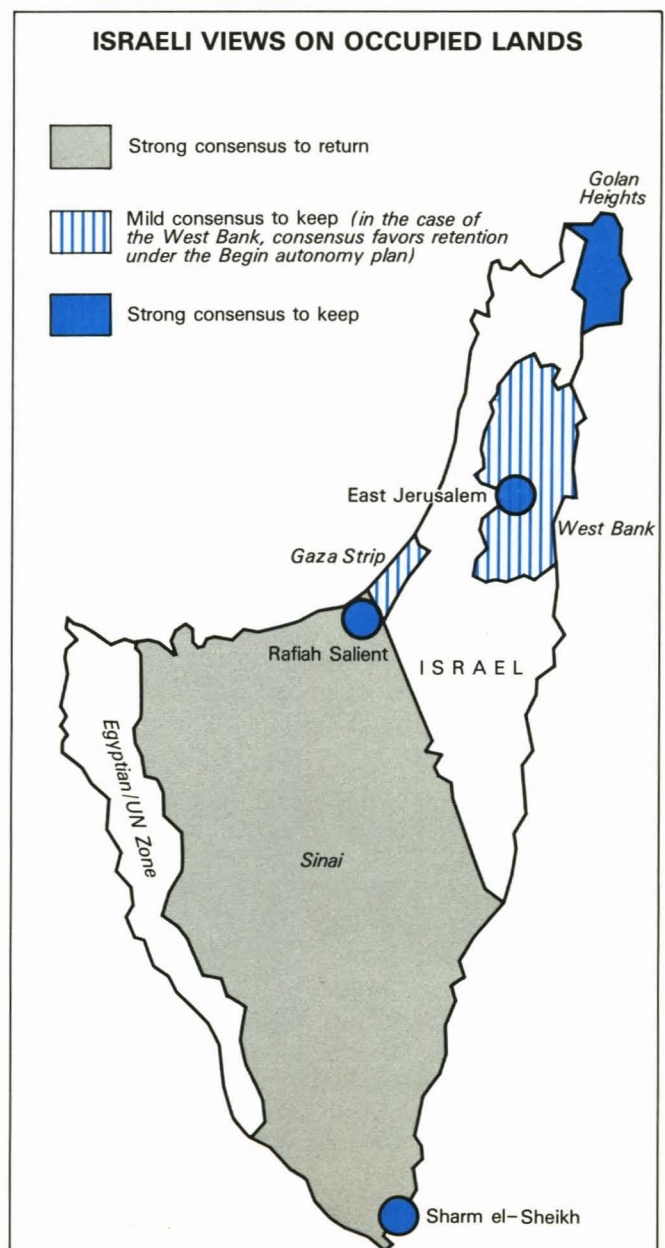 ISRAELI VIEWS ON OCCUPIED LANDS
Strong consensus to return
Mild consensus to keep (in the case of
the West Bank, consensus favors retention
under the Begin autonomy plan)
Strong consensus to keep
Golan
Heights
East Jerusalem
West Bank
Gaza Strip
Rafiah Salient
ISRAEL
Egyptian/UN Zone
Sinai
Sharm el-Sheikh